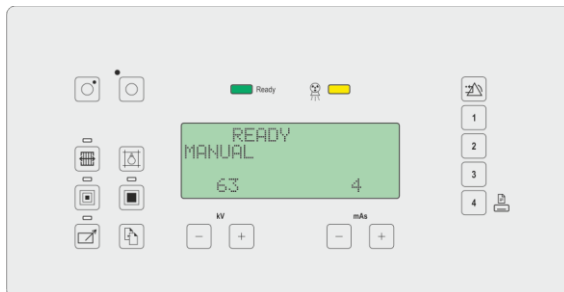 Ready
READY
MANUAL
63 4
kV mAs
- + - +
1
2
3
4